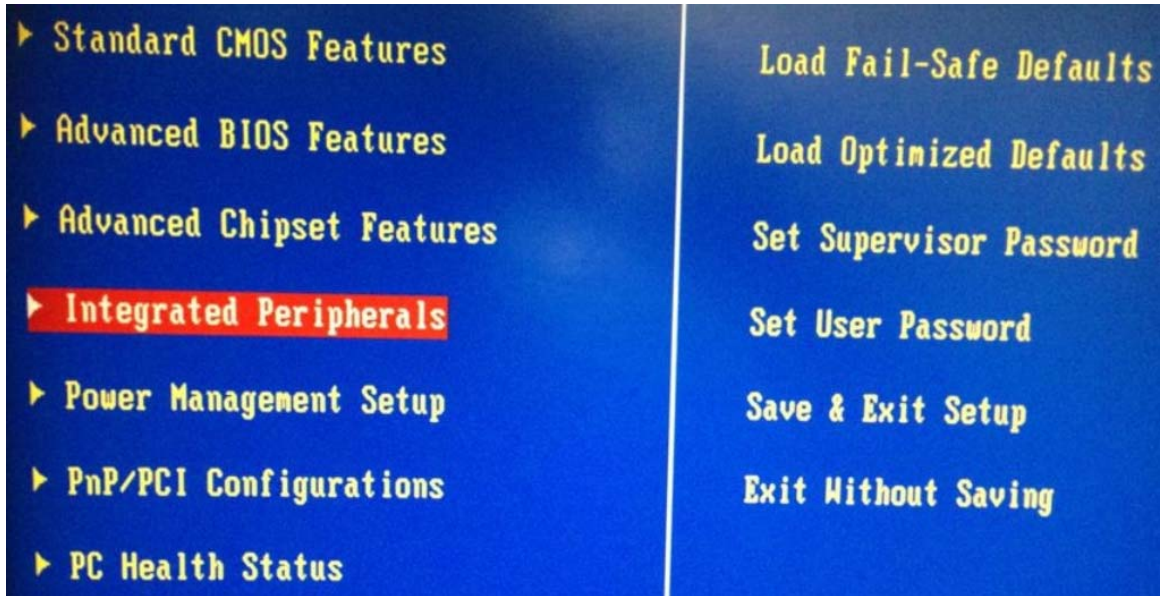 Standard CMOS Features
Advanced BIOS Features
Advanced Chipset Features
Integrated Peripherals
Power Management Setup
PnP/PCI Configurations
PC Health Status
Load Fail-Safe Defaults
Load Optimized Defaults
Set Supervisor Password
Set User Password
Save & Exit Setup
Exit Without Saving